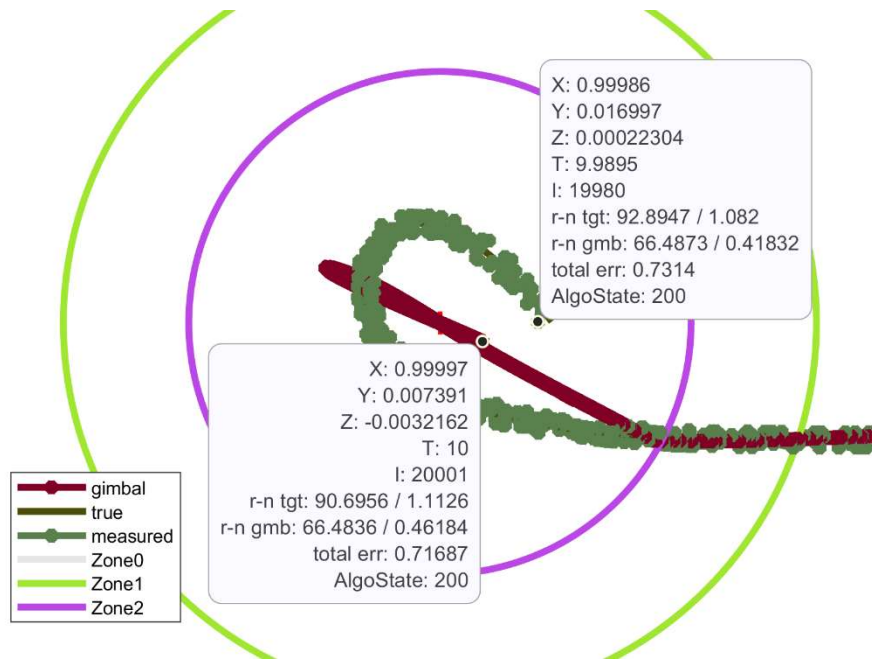 X: 0.99986
Y: 0.016997
Z: 0.00022304
T: 9.9895
I: 19980
r-n tgt: 92.8947 / 1.082
r-n gmb: 66.4873 / 0.41832
total err: 0.7314
AlgoState: 200
X: 0.99997
Y: 0.007391
Z: -0.0032162
T: 10
I: 20001
r-n tgt: 90.6956 / 1.1126
r-n gmb: 66.4836 / 0.46184
total err: 0.71687
AlgoState: 200
gimbal
true
measured
Zone0
Zone1
Zone2